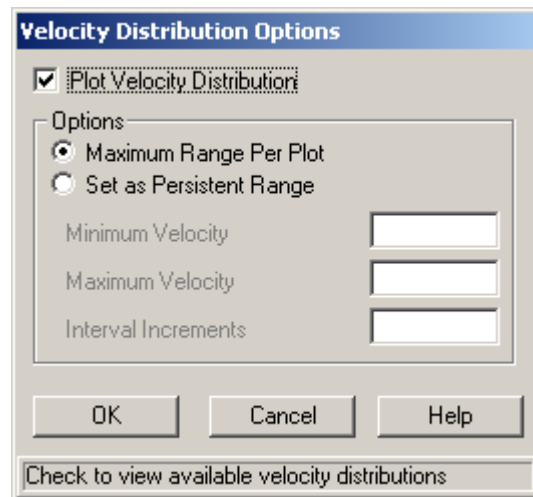 Velocity Distribution Options
Plot Velocity Distribution
Options
Maximum Range Per Plot
Set as Persistent Range
Minimum Velocity
Maximum Velocity
Interval Increments
OK Cancel Help
Check to view available velocity distributions